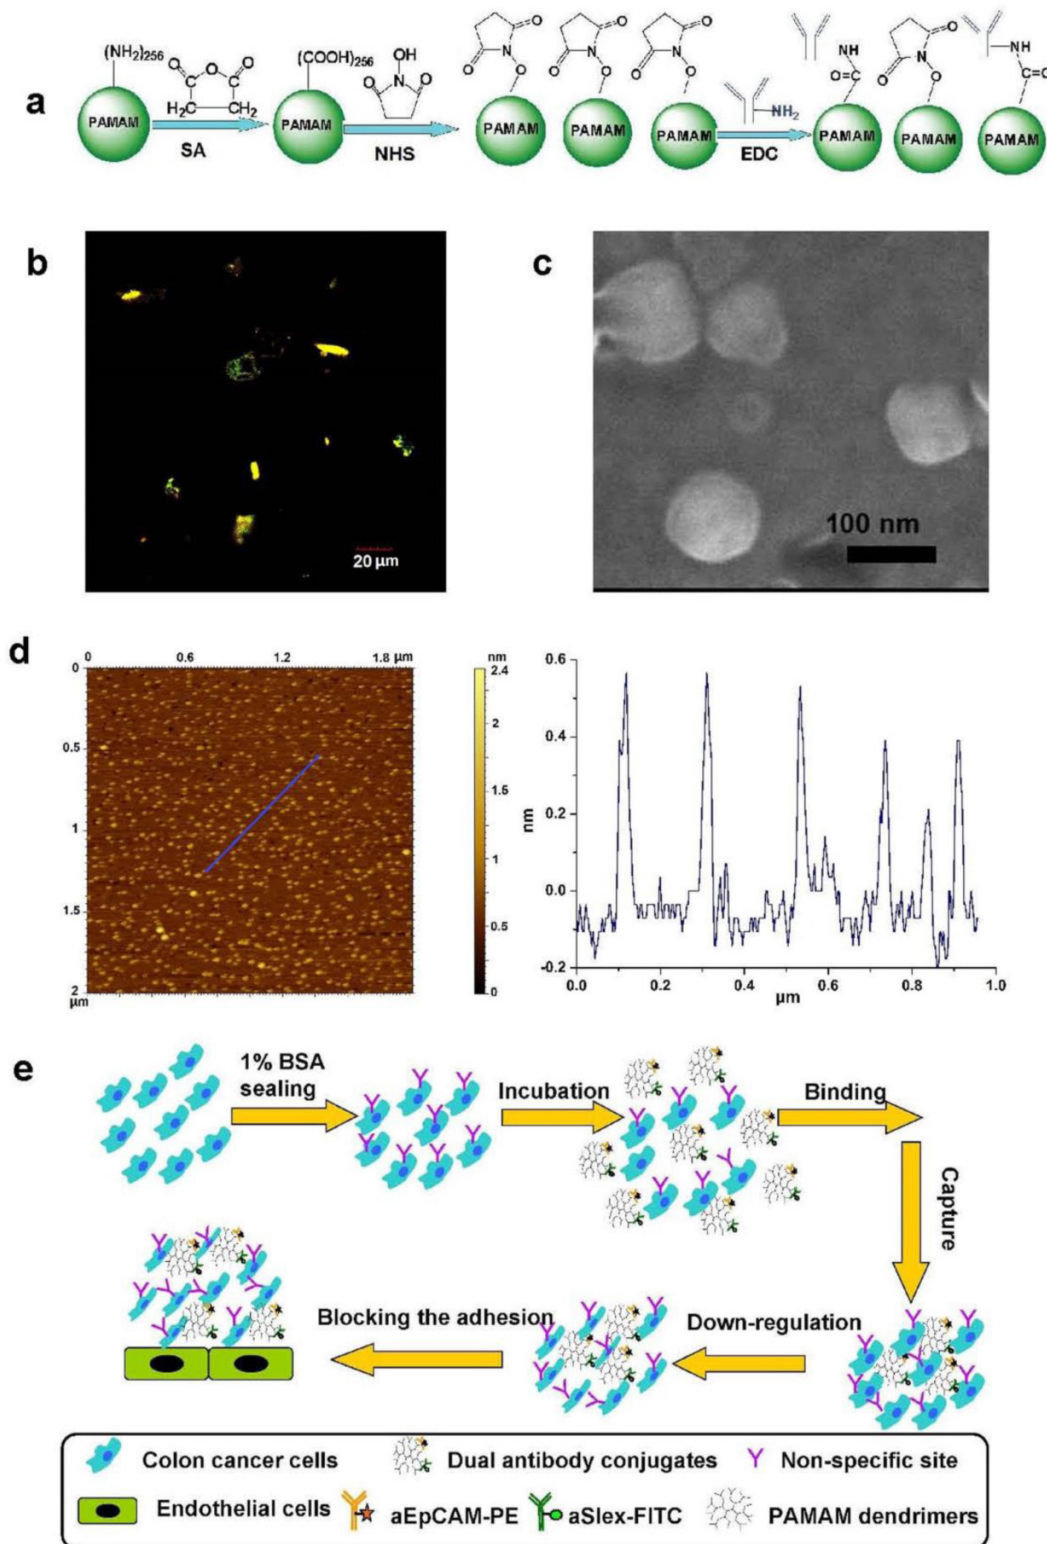 a
(NH₂)₂₅₆
O
O
O
H₂C
CH₂
PAMAM
SA
(COOH)₂₅₆
OH
N
O
O
PAMAM
NHS
O
N
O
O
PAMAM
O
N
O
O
PAMAM
O
N
O
O
PAMAM
NH₂
EDC
NH
C=O
PAMAM
O
N
O
O
PAMAM
NH
C=O
PAMAM
b
20 µm
c
100 nm
d
0 0.6 1.2 1.8 µm
0
0.5
1
1.5
2
µm
nm
2.4
2
1.5
1
0.5
0
0.6
0.4
0.2
0.0
-0.2
nm
0.0 0.2 0.4 0.6 0.8 1.0
µm
e
1% BSA
sealing
Incubation
Binding
Capture
Down-regulation
Blocking the adhesion
Colon cancer cells
Dual antibody conjugates
Non-specific site
Endothelial cells
aEpCAM-PE
aSlex-FITC
PAMAM dendrimers